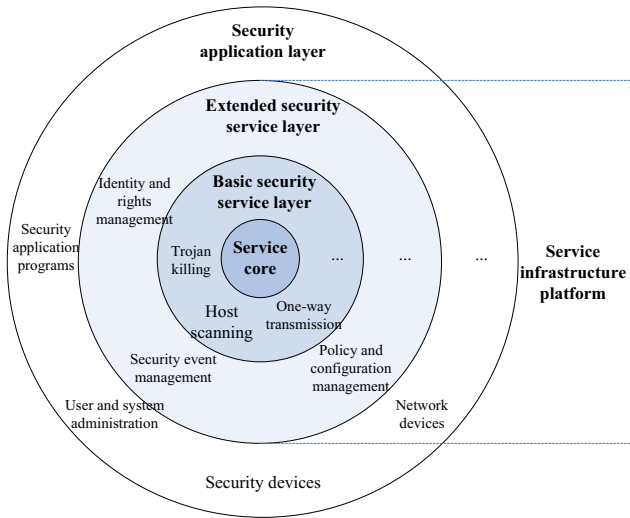 Security
application layer
Extended security
service layer
Identity and
rights management
Basic security
service layer
Security
application
programs
Trojan
killing
Service
core
...
...
...
Service
infrastructure
platform
Host
scanning
One-way
transmission
Security event
management
Policy and
configuration
management
User and system
administration
Network
devices
Security devices